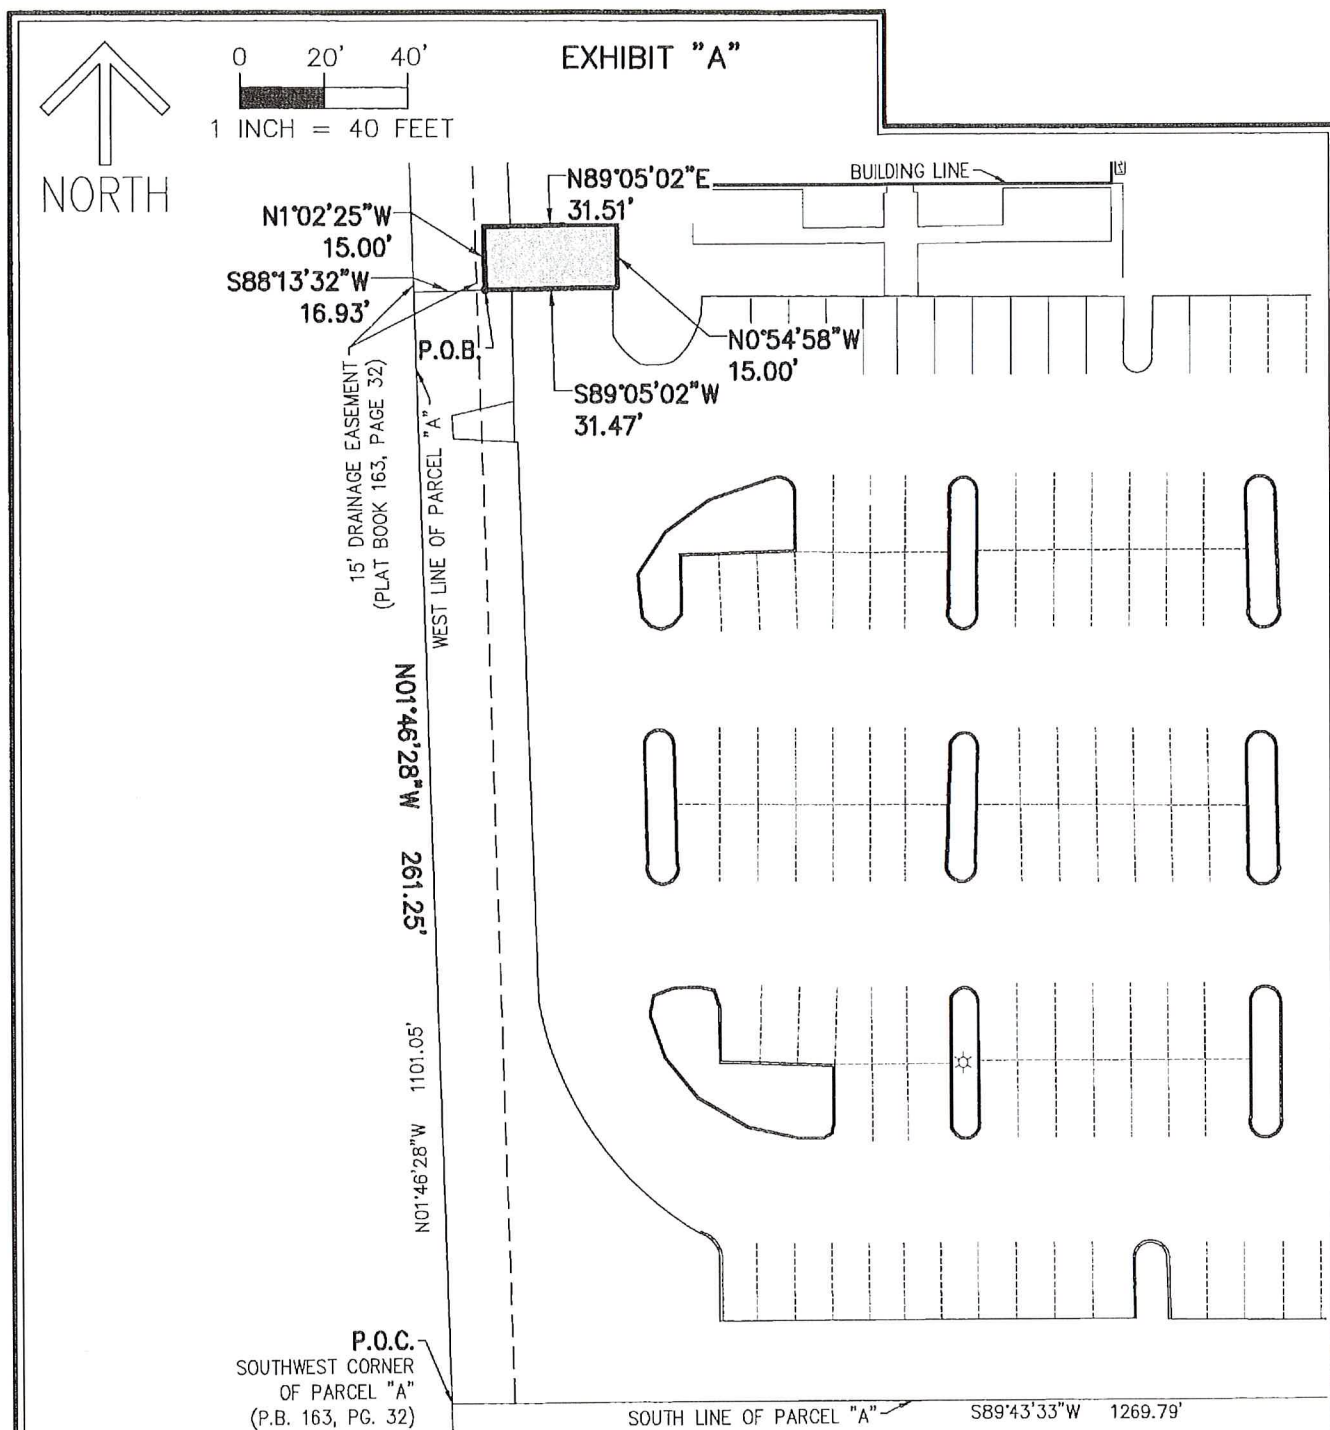 EXHIBIT "A"
0 20' 40'
1 INCH = 40 FEET
NORTH
N89°05'02"E
31.51'
BUILDING LINE
N1°02'25"W
15.00'
S88°13'32"W
16.93'
P.O.B.
N0°54'58"W
15.00'
S89°05'02"W
31.47'
15' DRAINAGE EASEMENT
(PLAT BOOK 163, PAGE 32)
WEST LINE OF PARCEL "A"
N01°46'28"W 261.25'
N01°46'28"W 1101.05'
P.O.C.
SOUTHWEST CORNER
OF PARCEL "A"
(P.B. 163, PG. 32)
SOUTH LINE OF PARCEL "A"
S89°43'33"W 1269.79'